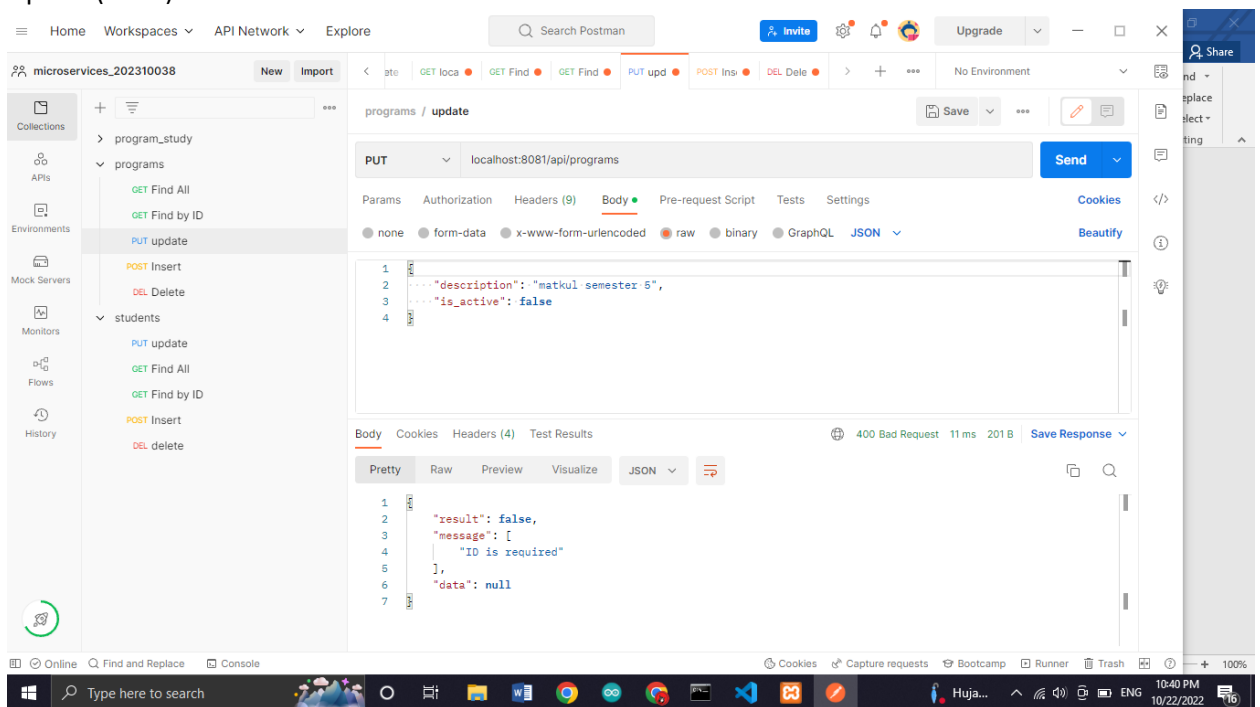 Home Workspaces API Network Explore Search Postman Invite Upgrade
Share
microservices_202310038 New Import GET loca GET Find GET Find PUT upd POST Ins DEL Dele No Environment
Collections
APIs
Environments
Mock Servers
Monitors
Flows
History
program_study
programs
GET Find All
GET Find by ID
PUT update
POST Insert
DEL Delete
students
PUT update
GET Find All
GET Find by ID
POST Insert
DEL delete
programs / update Save
PUT localhost:8081/api/programs Send
Params Authorization Headers (9) Body Pre-request Script Tests Settings Cookies
none form-data x-www-form-urlencoded raw binary GraphQL JSON Beautify
1 {
2 "description": "matkul semester 5",
3 "is_active": false
4 }
Body Cookies Headers (4) Test Results 400 Bad Request 11 ms 201 B Save Response
Pretty Raw Preview Visualize JSON
1 {
2 "result": false,
3 "message": [
4 "ID is required"
5 ],
6 "data": null
7 }
Online Find and Replace Console Cookies Capture requests Bootcamp Runner Trash 100%
Type here to search Huja... ENG 10:40 PM
10/22/2022 16